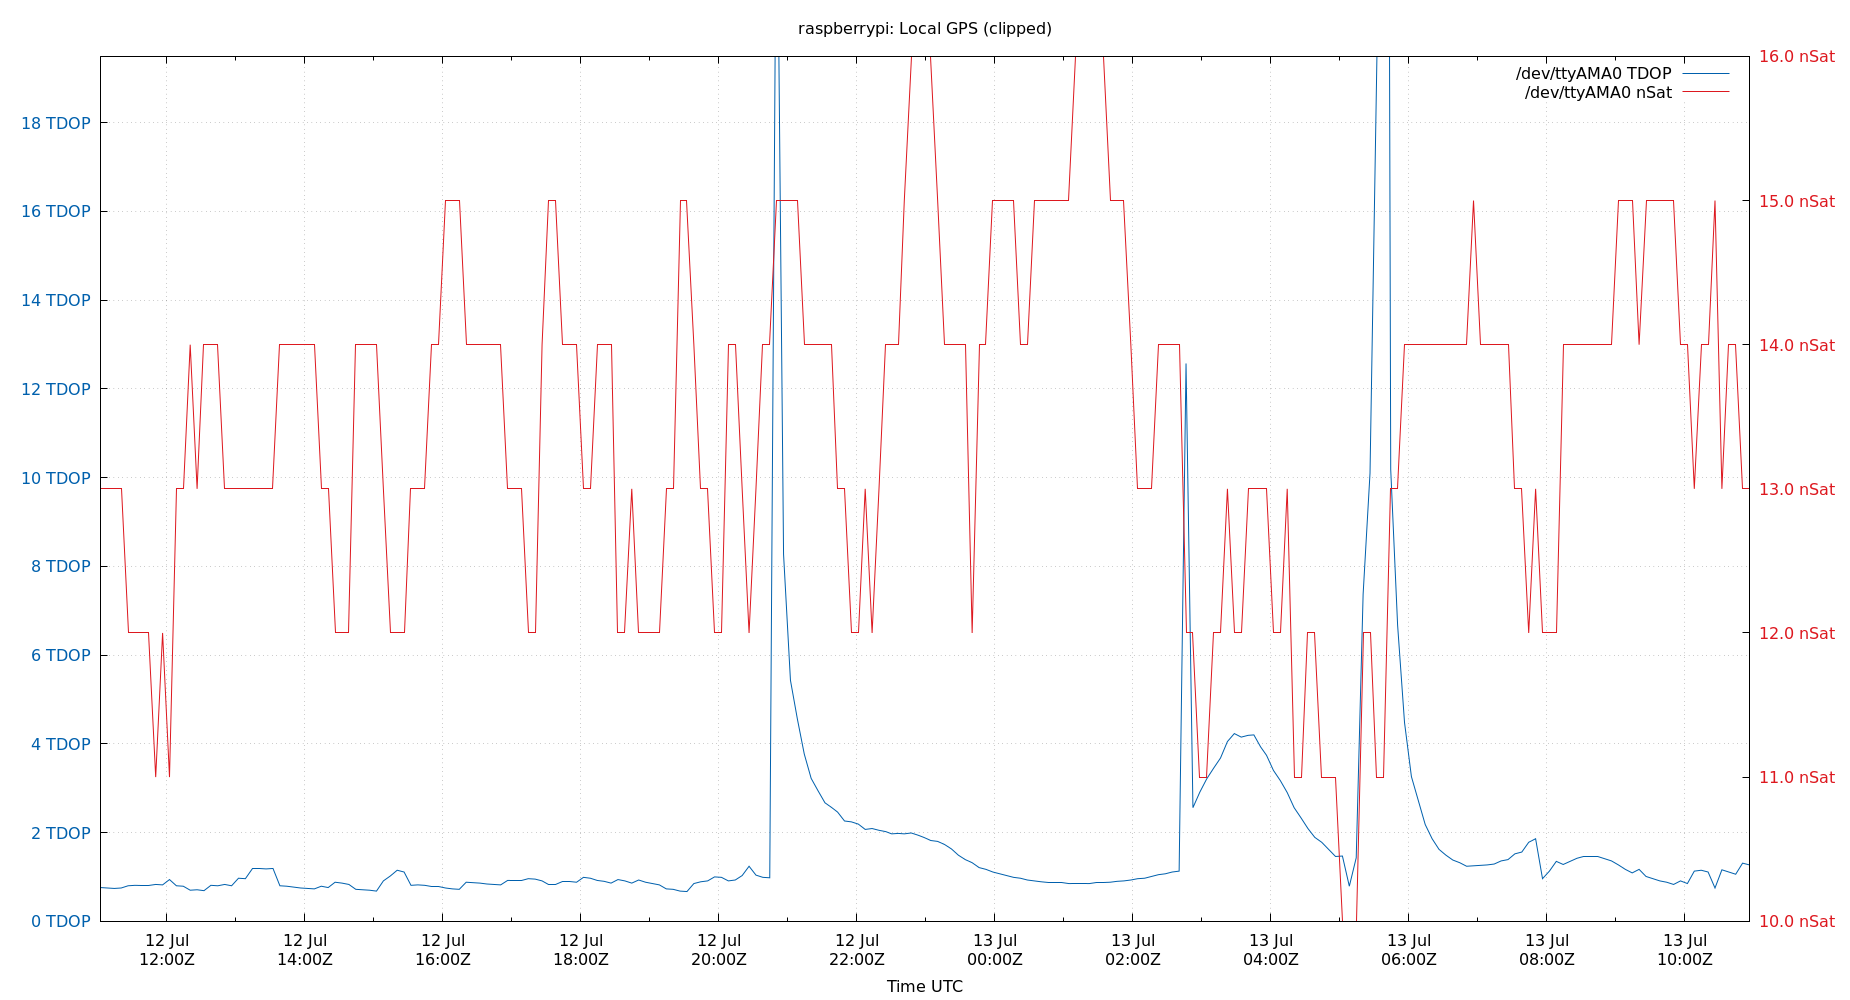 raspberrypi: Local GPS (clipped)
/dev/ttyAMA0 TDOP
/dev/ttyAMA0 nSat
18 TDOP
16 TDOP
14 TDOP
12 TDOP
10 TDOP
8 TDOP
6 TDOP
4 TDOP
2 TDOP
0 TDOP
16.0 nSat
15.0 nSat
14.0 nSat
13.0 nSat
12.0 nSat
11.0 nSat
10.0 nSat
12 Jul
12:00Z
12 Jul
14:00Z
12 Jul
16:00Z
12 Jul
18:00Z
12 Jul
20:00Z
12 Jul
22:00Z
13 Jul
00:00Z
13 Jul
02:00Z
13 Jul
04:00Z
13 Jul
06:00Z
13 Jul
08:00Z
13 Jul
10:00Z
Time UTC